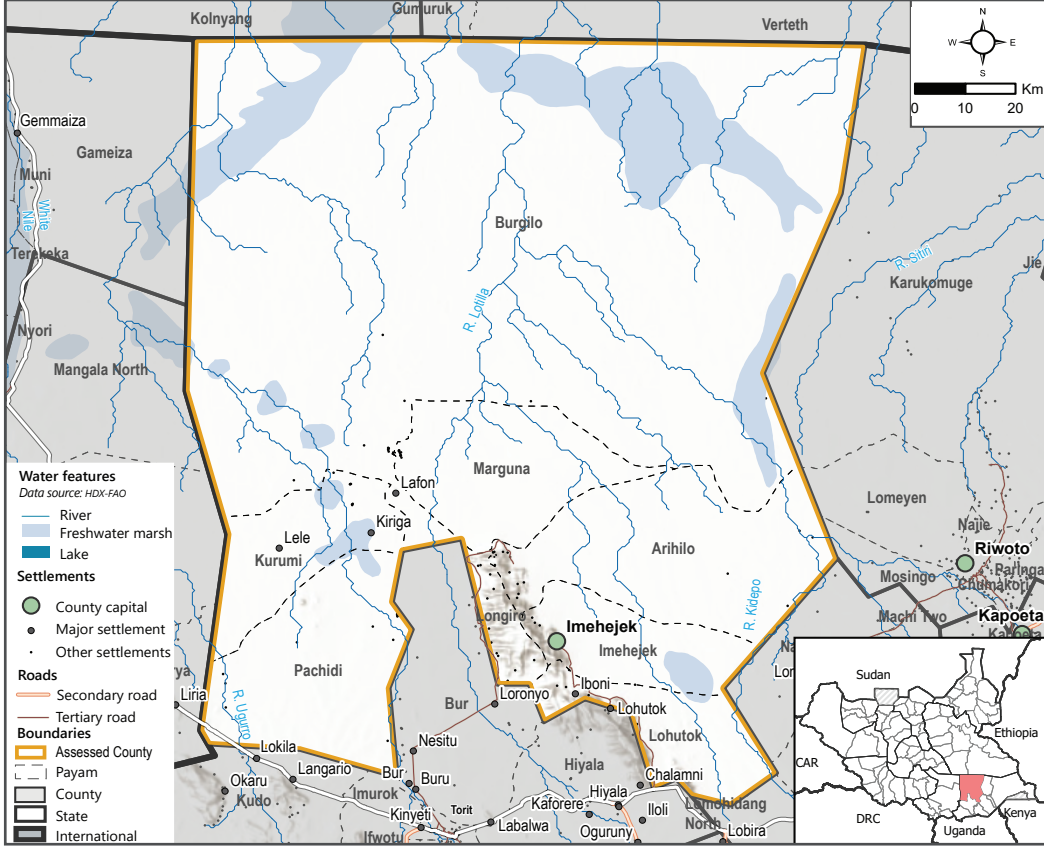 Kolnyang
Gumuruk
Verteth
N
W
E
S
Km
0
10
20
Gemmaiza
Gameiza
Muni
White
Nile
Terekeka
Burgilo
R. Sitiri
Jie
Karukomuge
R. Lotilla
Nyori
Mangala North
Marguna
Lafon
Lomeyen
Kiriga
Najie
Lele
Kurumi
Arihilo
Riwoto
Mosingo
Paringa
Chumakori
R. Kidepo
Machi Two
Kapoeta
Longiro
Imehejek
Imehejek
Pachidi
Iboni
Loronyo
Bur
Lohutok
Liria
R. Ugurro
Lohutok
Nesitu
Lokila
Hiyala
Langario
Bur
Buru
Chalamni
Okaru
Kudo
Imurok
Hiyala
Kaforere
Lomohidang
North
Torit
Kinyeti
Labalwa
Iloli
Oguruny
Lobira
Ifwotu
Water features
Data source: HDX-FAO
River
Freshwater marsh
Lake
Settlements
County capital
Major settlement
Other settlements
Roads
Secondary road
Tertiary road
Boundaries
Assessed County
Payam
County
State
International
Sudan
Ethiopia
CAR
DRC
Kenya
Uganda